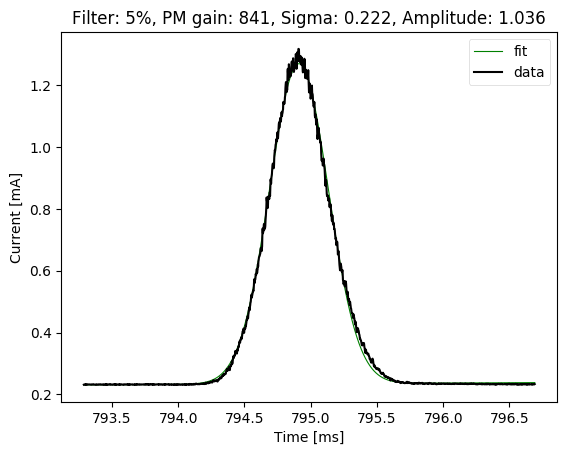 Filter: 5%, PM gain: 841, Sigma: 0.222, Amplitude: 1.036
fit
data
1.2
1.0
0.8
0.6
0.4
0.2
Current [mA]
793.5 794.0 794.5 795.0 795.5 796.0 796.5
Time [ms]